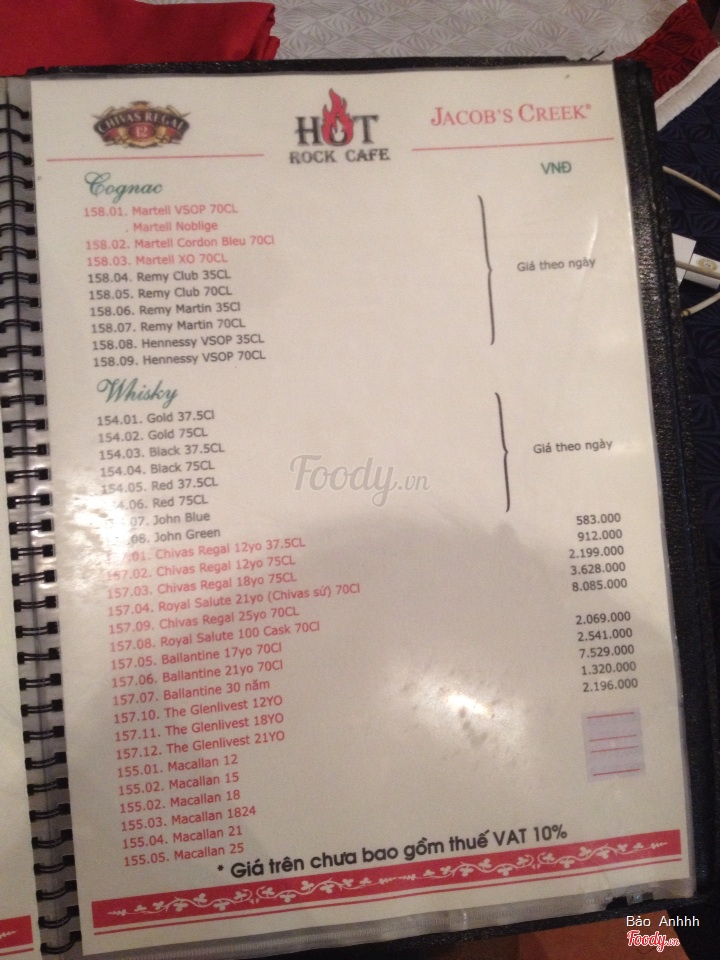 CHIVAS REGAL
12
HOT
ROCK CAFE
JACOB'S CREEK®
VNĐ
Cognac
158.01. Martell VSOP 70CL
. Martell Noblige
158.02. Martell Cordon Bleu 70Cl
158.03. Martell XO 70CL
158.04. Remy Club 35CL
158.05. Remy Club 70CL
158.06. Remy Martin 35Cl
158.07. Remy Martin 70CL
158.08. Hennessy VSOP 35CL
158.09. Hennessy VSOP 70CL
Giá theo ngày
Whisky
154.01. Gold 37.5Cl
154.02. Gold 75CL
154.03. Black 37.5CL
154.04. Black 75CL
154.05. Red 37.5CL
.06. Red 75CL
07. John Blue
08. John Green
Giá theo ngày
.01. Chivas Regal 12yo 37.5CL 583.000
157.02. Chivas Regal 12yo 75CL 912.000
157.03. Chivas Regal 18yo 75CL 2.199.000
157.04. Royal Salute 21yo (Chivas sứ) 70Cl 3.628.000
157.09. Chivas Regal 25yo 70CL 8.085.000
157.08. Royal Salute 100 Cask 70Cl
157.05. Ballantine 17yo 70Cl 2.069.000
157.06. Ballantine 21yo 70Cl 2.541.000
157.07. Ballantine 30 năm 7.529.000
157.10. The Glenlivest 12YO 1.320.000
157.11. The Glenlivest 18YO 2.196.000
157.12. The Glenlivest 21YO
155.01. Macallan 12
155.02. Macallan 15
155.03. Macallan 18
155.04. Macallan 1824
155.04. Macallan 21
155.05. Macallan 25
* Giá trên chưa bao gồm thuế VAT 10%
Foody.vn
Bảo Anhhh
Foody.vn